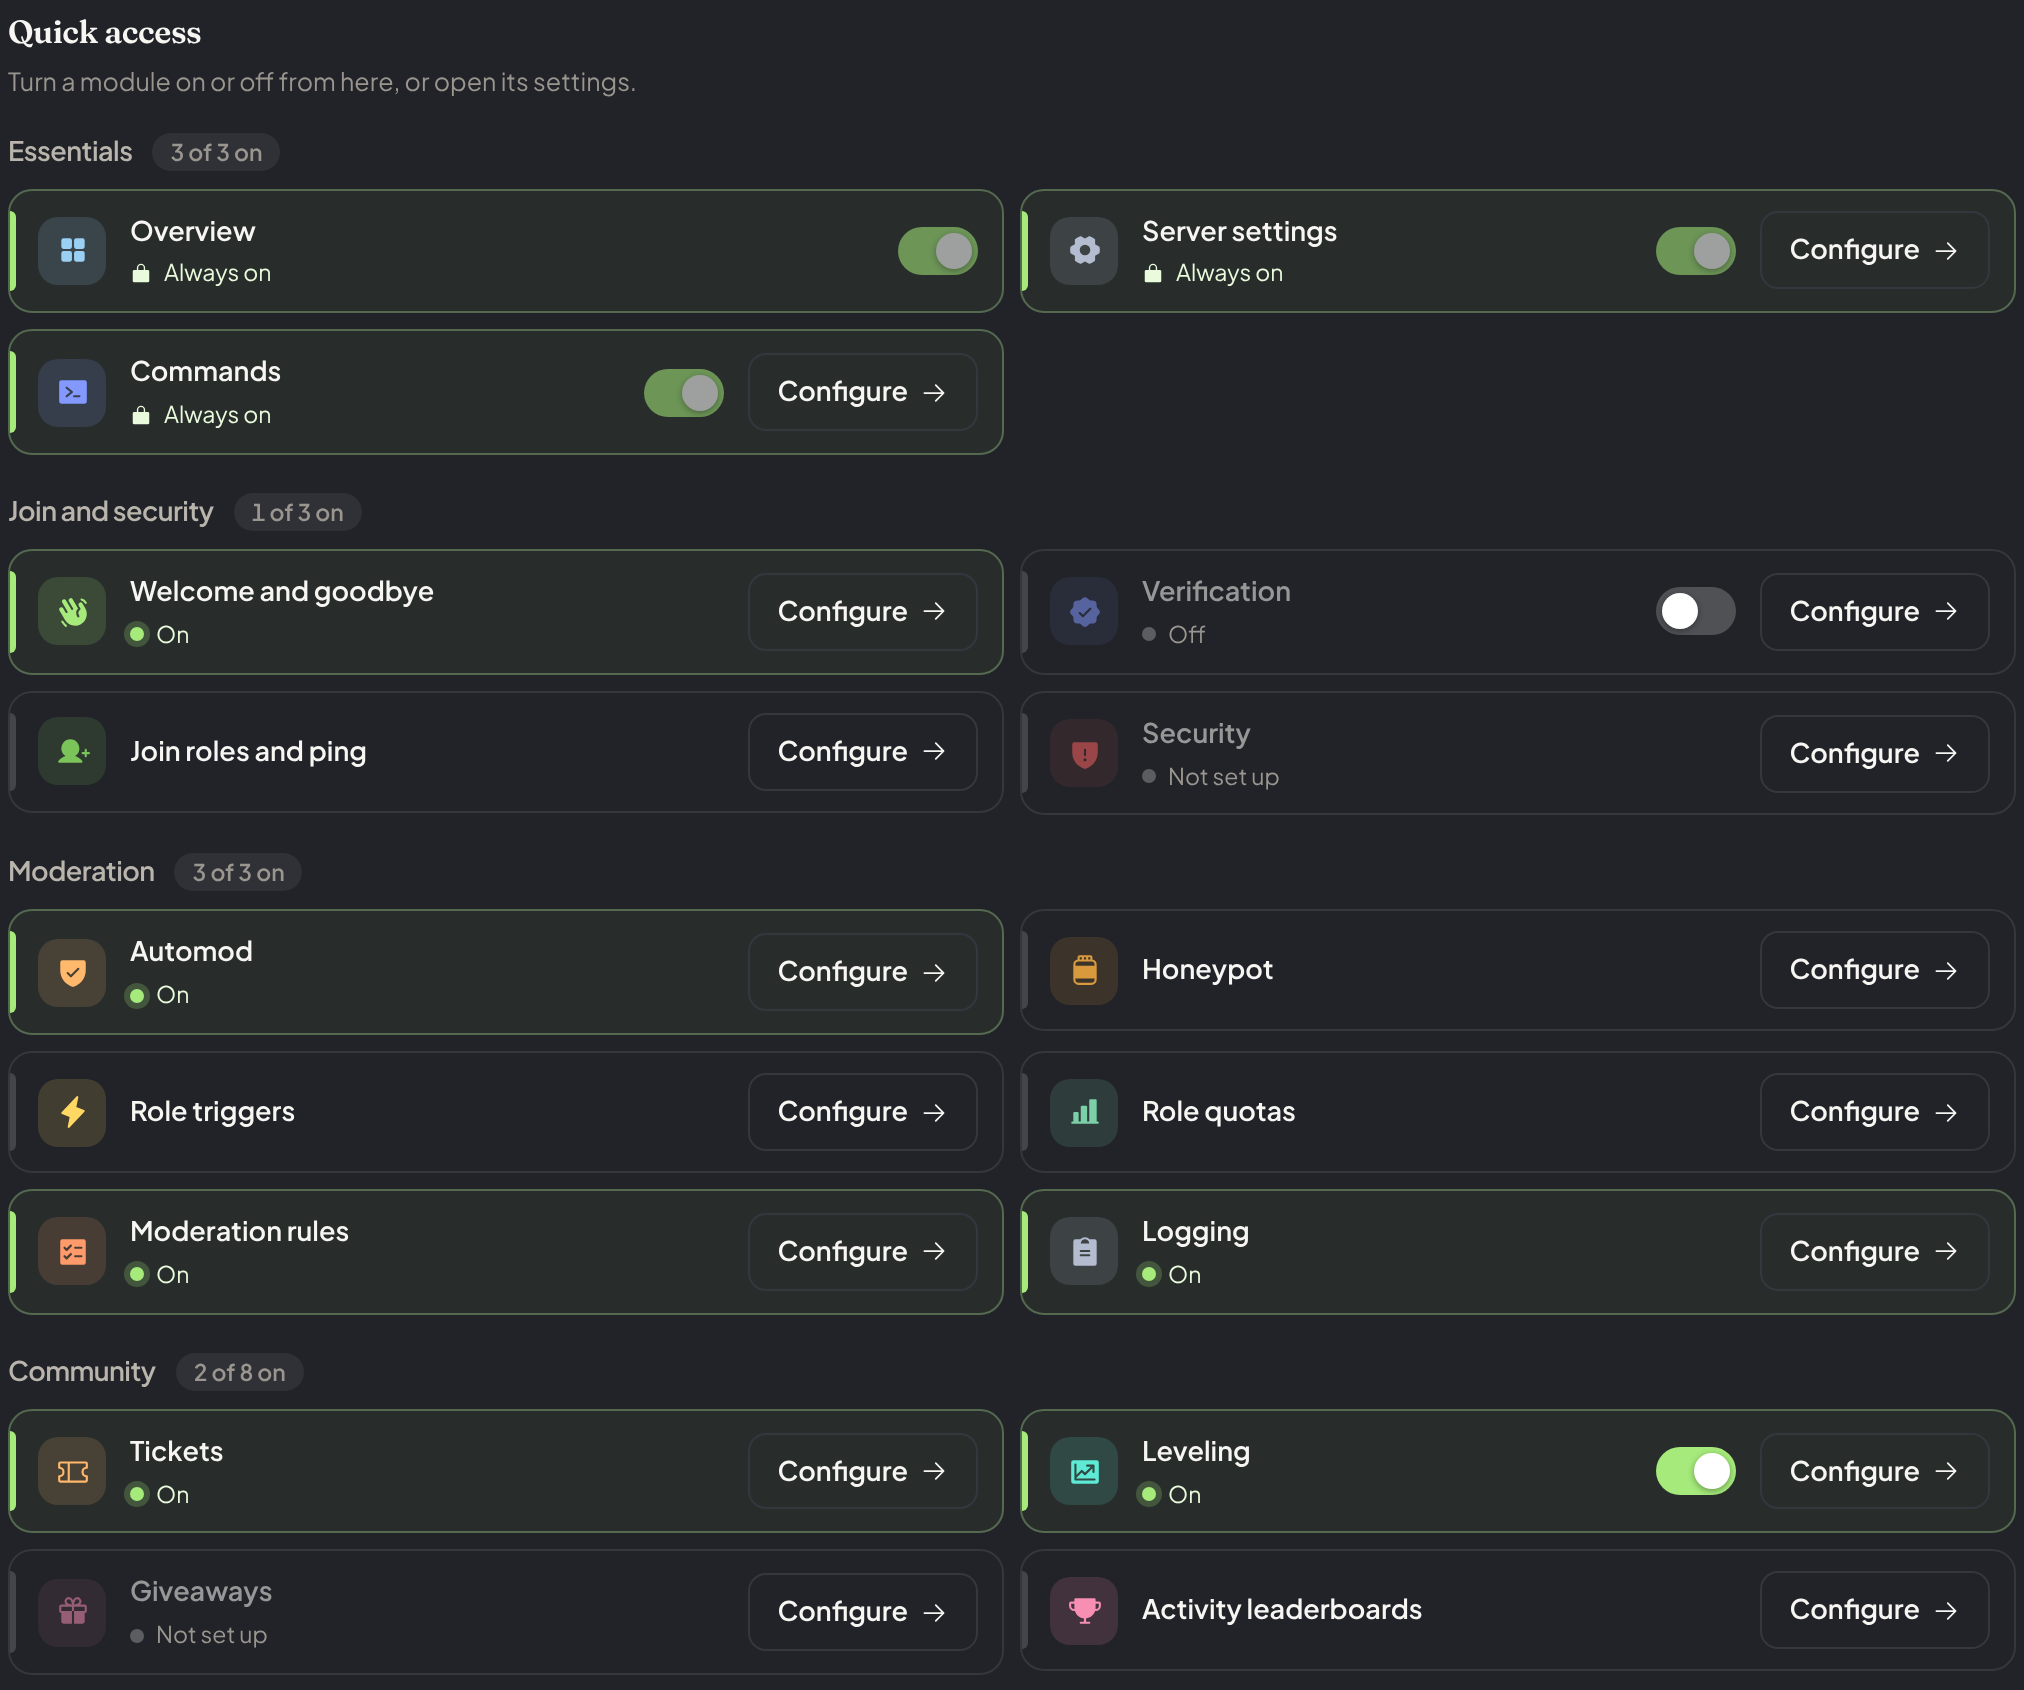 Quick access
Turn a module on or off from here, or open its settings.
Essentials 3 of 3 on
Overview
Always on
Server settings
Always on
Configure →
Commands
Always on
Configure →
Join and security 1 of 3 on
Welcome and goodbye
On
Configure →
Verification
Off
Configure →
Join roles and ping
Configure →
Security
Not set up
Configure →
Moderation 3 of 3 on
Automod
On
Configure →
Honeypot
Configure →
Role triggers
Configure →
Role quotas
Configure →
Moderation rules
On
Configure →
Logging
On
Configure →
Community 2 of 8 on
Tickets
On
Configure →
Leveling
On
Configure →
Giveaways
Not set up
Configure →
Activity leaderboards
Configure →